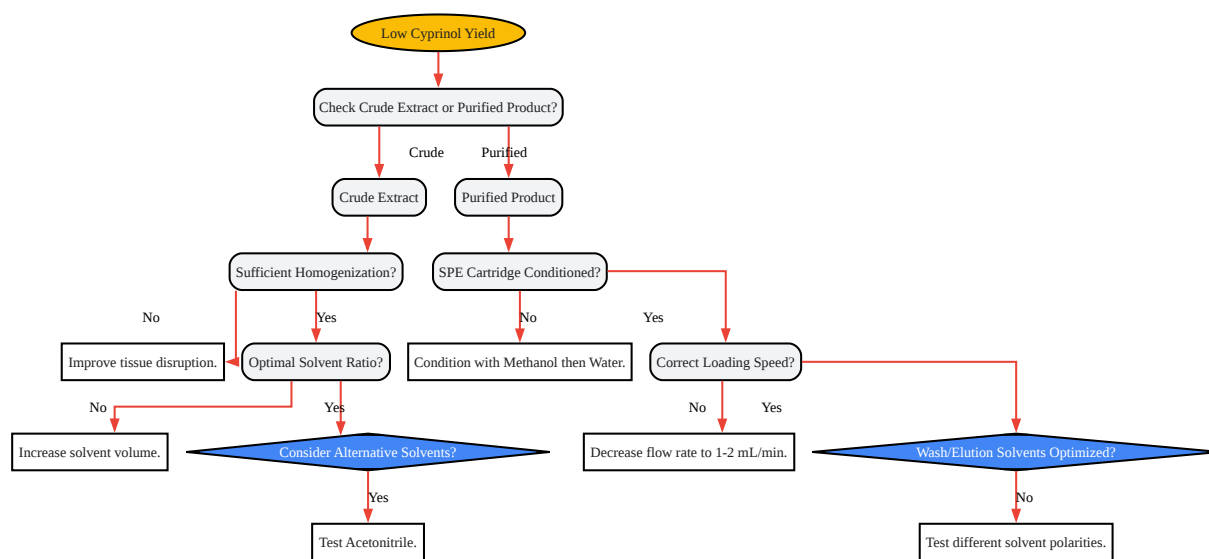 Low Cyprinol Yield
Check Crude Extract or Purified Product?
Crude
Purified
Crude Extract
Purified Product
Sufficient Homogenization?
SPE Cartridge Conditioned?
No
Yes
No
Yes
Improve tissue disruption.
Optimal Solvent Ratio?
Condition with Methanol then Water.
Correct Loading Speed?
No
Yes
No
Yes
Increase solvent volume.
Consider Alternative Solvents?
Decrease flow rate to 1-2 mL/min.
Wash/Elution Solvents Optimized?
Yes
No
Test Acetonitrile.
Test different solvent polarities.